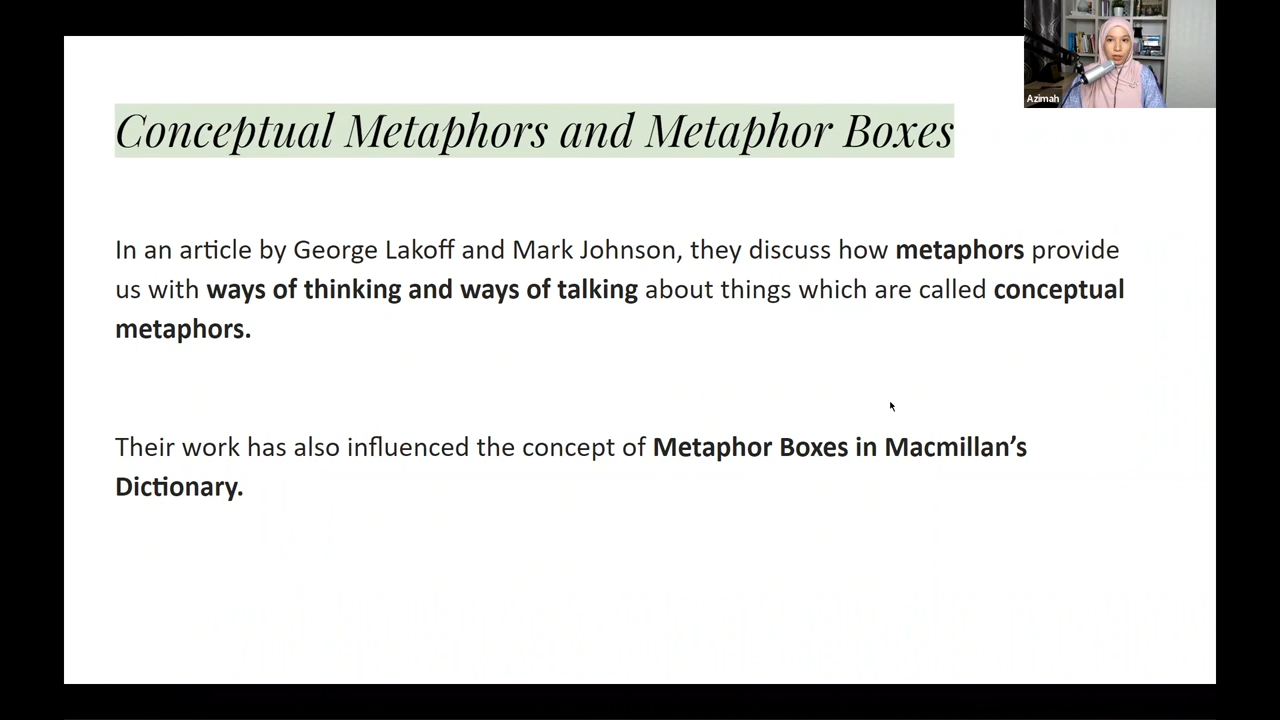 Azimah
Conceptual Metaphors and Metaphor Boxes
In an article by George Lakoff and Mark Johnson, they discuss how metaphors provide
us with ways of thinking and ways of talking about things which are called conceptual
metaphors.
Their work has also influenced the concept of Metaphor Boxes in Macmillan’s
Dictionary.